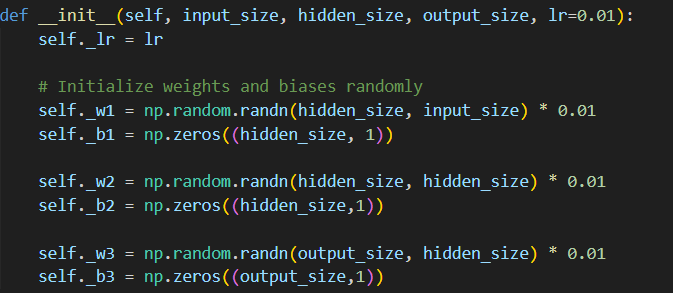 def __init__(self, input_size, hidden_size, output_size, lr=0.01):
    self._lr = lr

    # Initialize weights and biases randomly
    self._w1 = np.random.randn(hidden_size, input_size) * 0.01
    self._b1 = np.zeros((hidden_size, 1))

    self._w2 = np.random.randn(hidden_size, hidden_size) * 0.01
    self._b2 = np.zeros((hidden_size,1))

    self._w3 = np.random.randn(output_size, hidden_size) * 0.01
    self._b3 = np.zeros((output_size,1))